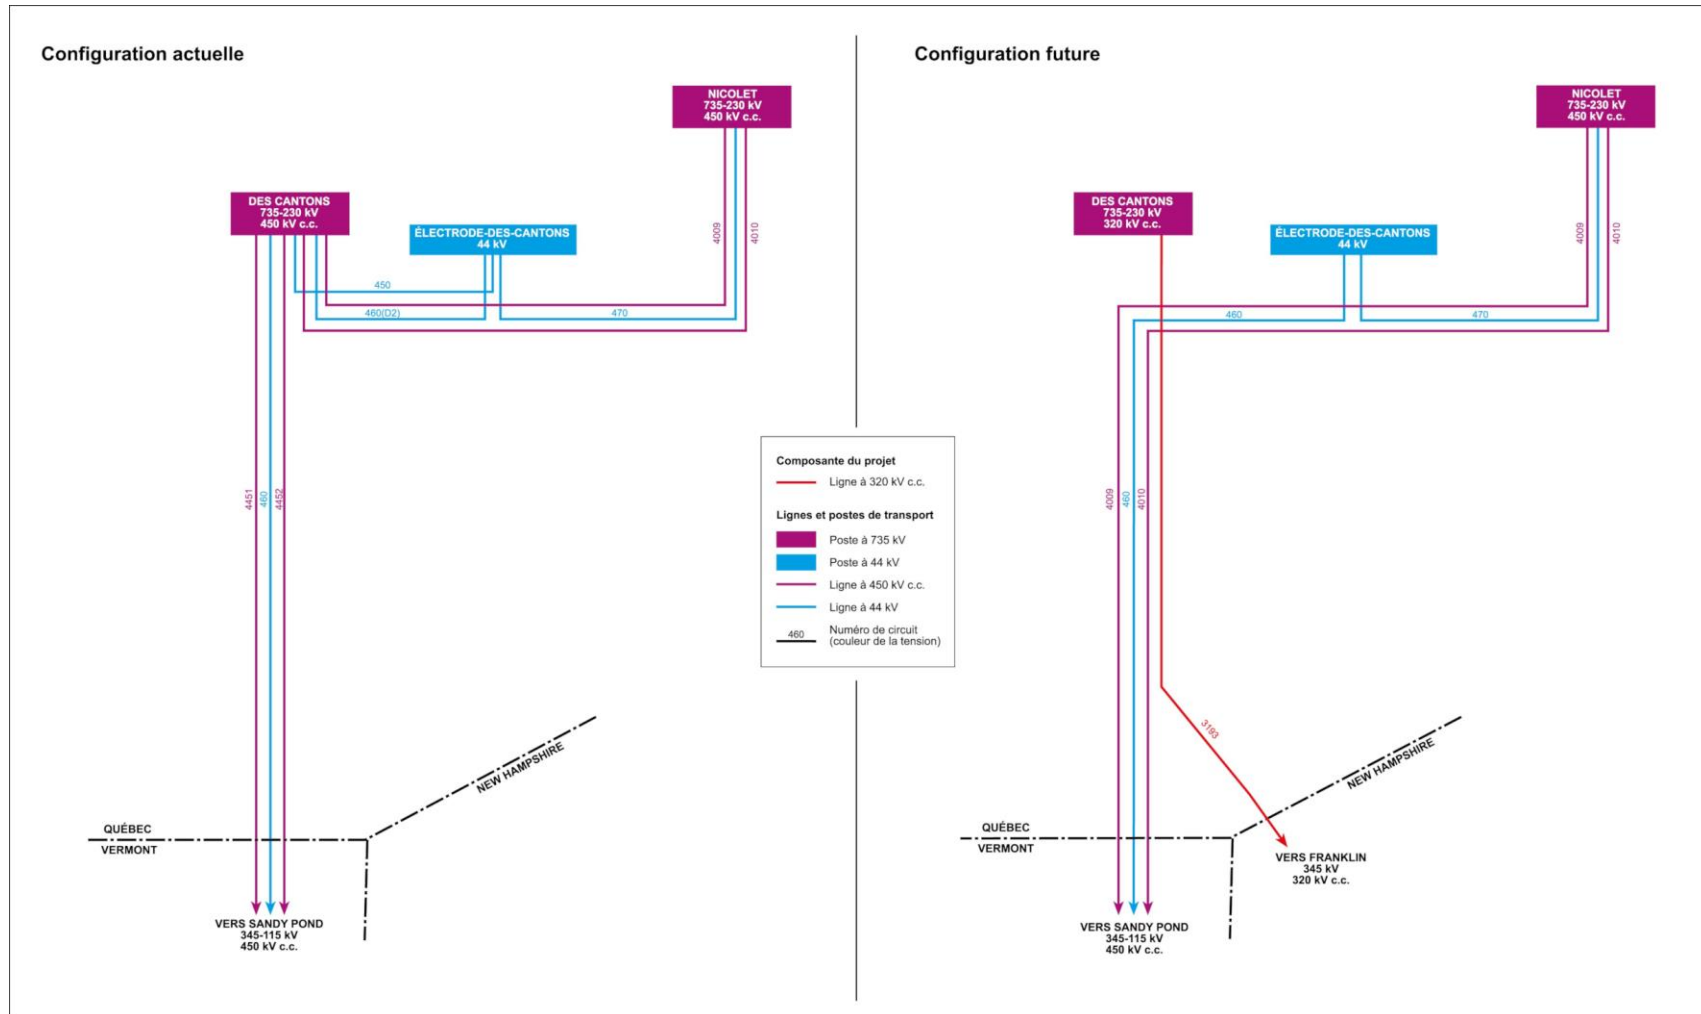 Configuration actuelle
NICOLET
735-230 kV
450 kV c.c.
DES CANTONS
735-230 kV
450 kV c.c.
ÉLECTRODE-DES-CANTONS
44 kV
4009
4010
450
460(D2)
470
4451
460
4452
NEW HAMPSHIRE
QUÉBEC
VERMONT
VERS SANDY POND
345-115 kV
450 kV c.c.
Composante du projet
Ligne à 320 kV c.c.
Lignes et postes de transport
Poste à 735 kV
Poste à 44 kV
Ligne à 450 kV c.c.
Ligne à 44 kV
460
Numéro de circuit
(couleur de la tension)
Configuration future
NICOLET
735-230 kV
450 kV c.c.
DES CANTONS
735-230 kV
320 kV c.c.
ÉLECTRODE-DES-CANTONS
44 kV
4009
4010
460
470
4009
460
4010
3193
NEW HAMPSHIRE
QUÉBEC
VERMONT
VERS FRANKLIN
345 kV
320 kV c.c.
VERS SANDY POND
345-115 kV
450 kV c.c.